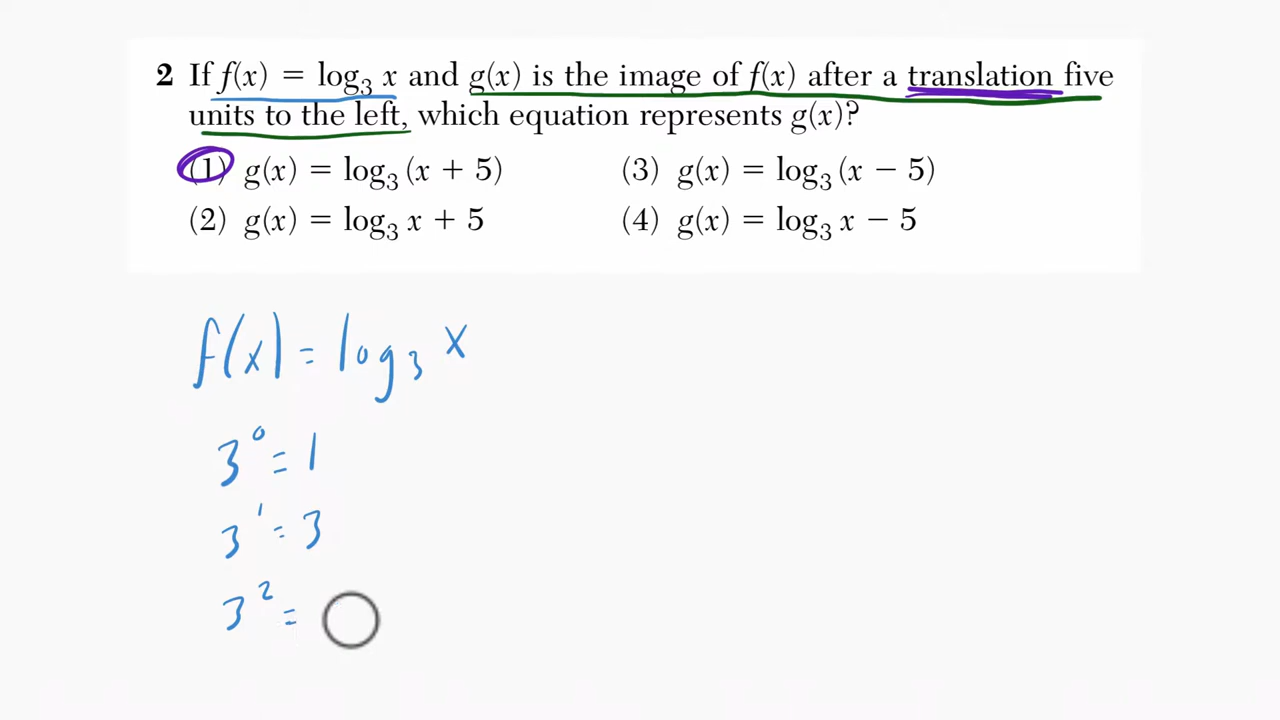 2 If f(x) = log₃ x and g(x) is the image of f(x) after a translation five
units to the left, which equation represents g(x)?
(1) g(x) = log₃ (x + 5) (3) g(x) = log₃ (x − 5)
(2) g(x) = log₃ x + 5 (4) g(x) = log₃ x − 5
f(x) = log₃ x
3⁰ = 1
3¹ = 3
3² =